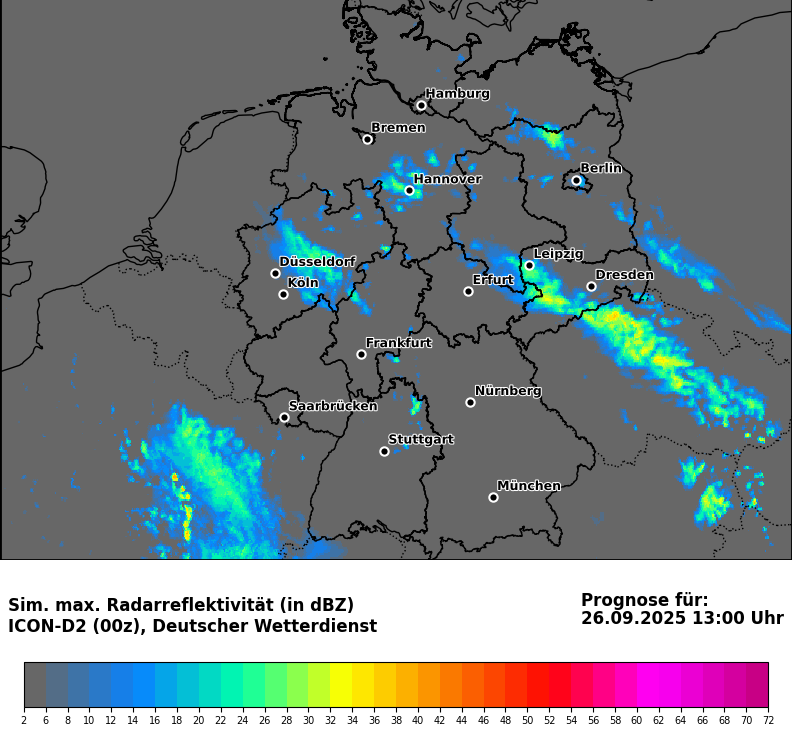 Hamburg
Bremen
Berlin
Hannover
Leipzig
Düsseldorf
Dresden
Köln
Erfurt
Frankfurt
Nürnberg
Saarbrücken
Stuttgart
München
Sim. max. Radarreflektivität (in dBZ)
ICON-D2 (00z), Deutscher Wetterdienst
Prognose für:
26.09.2025 13:00 Uhr
2 6 8 10 12 14 16 18 20 22 24 26 28 30 32 34 36 38 40 42 44 46 48 50 52 54 56 58 60 62 64 66 68 70 72